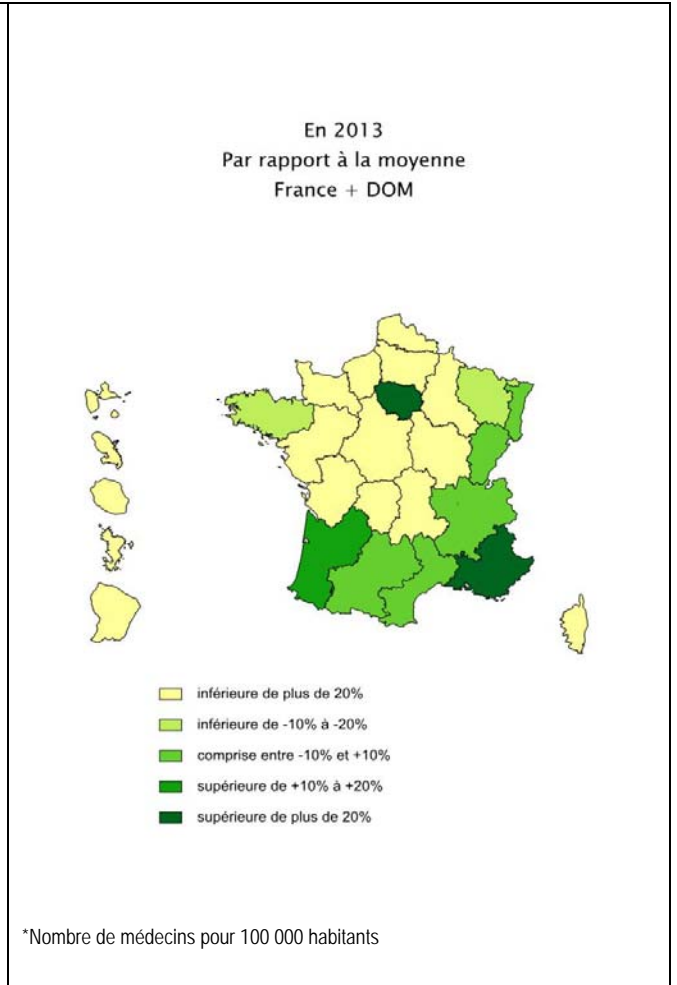 En 2013
Par rapport à la moyenne
France + DOM
inférieure de plus de 20%
inférieure de -10% à -20%
comprise entre -10% et +10%
supérieure de +10% à +20%
supérieure de plus de 20%
*Nombre de médecins pour 100 000 habitants